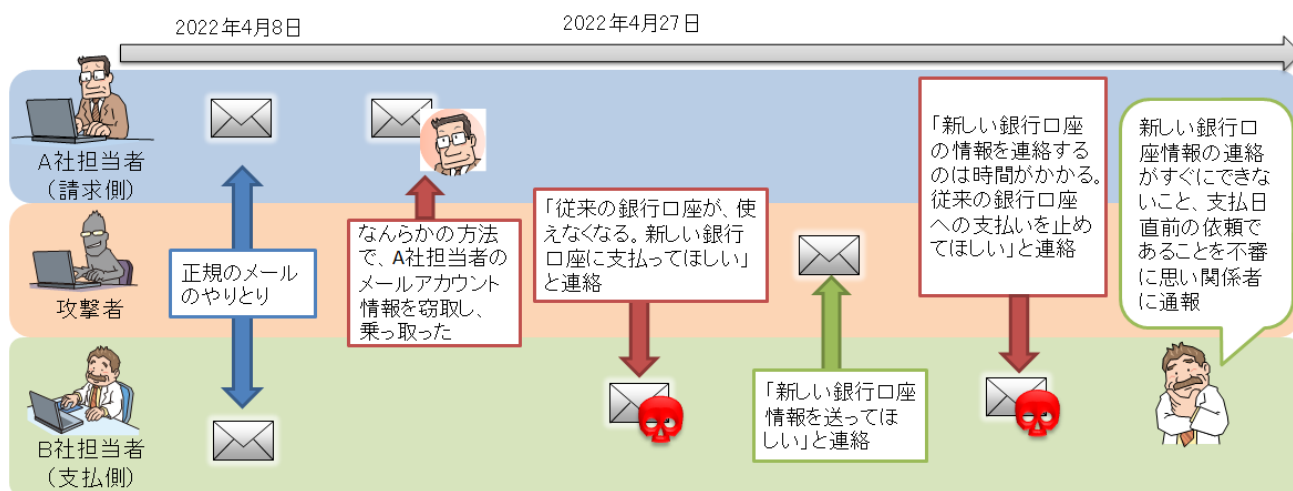 2022年4月8日
2022年4月27日
A社担当者
（請求側）
攻撃者
B社担当者
（支払側）
正規のメール
のやりとり
なんらかの方法
で、A社担当者の
メールアカウント
情報を窃取し、
乗っ取った
「従来の銀行口座が、使
えなくなる。新しい銀行
口座に支払ってほしい」
と連絡
「新しい銀行口座
情報を送ってほ
しい」と連絡
「新しい銀行口座
の情報を連絡する
のは時間がかかる。
従来の銀行口座
への支払いを止め
てほしい」と連絡
新しい銀行口
座情報の連絡
がすぐにできな
いこと、支払日
直前の依頼で
あることを不審
に思い関係者
に通報